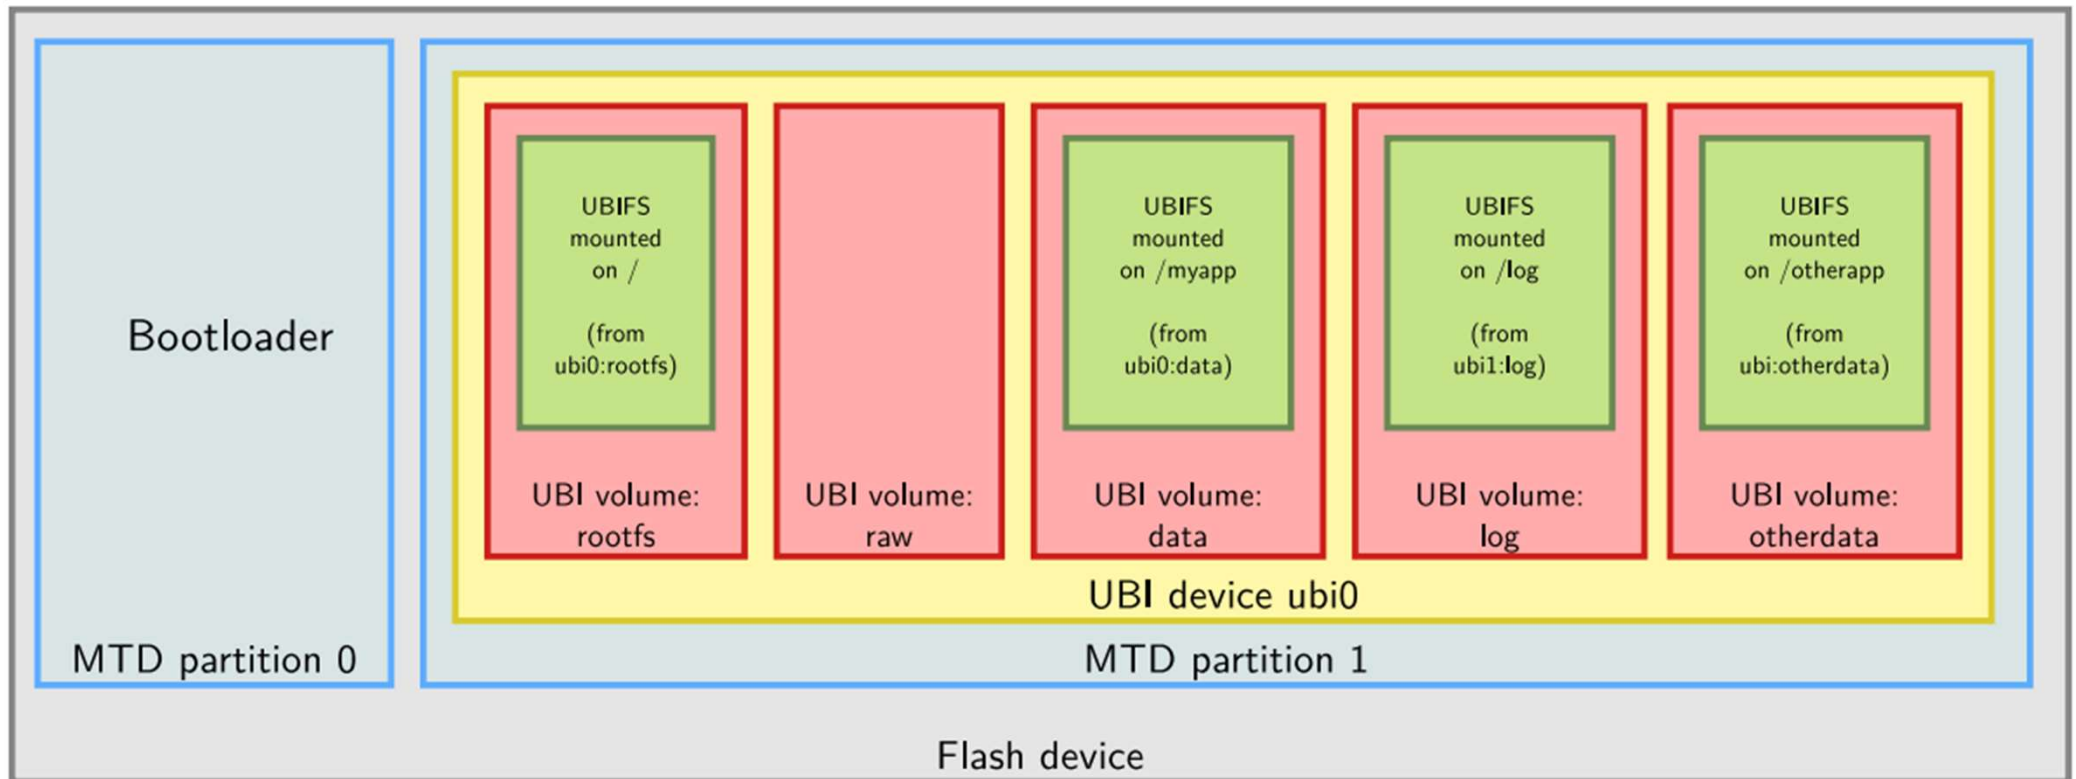 Bootloader
MTD partition 0
UBIFS
mounted
on /
(from
ubi0:rootfs)
UBI volume:
rootfs
UBI volume:
raw
UBIFS
mounted
on /myapp
(from
ubi0:data)
UBI volume:
data
UBIFS
mounted
on /log
(from
ubi1:log)
UBI volume:
log
UBIFS
mounted
on /otherapp
(from
ubi:otherdata)
UBI volume:
otherdata
UBI device ubi0
MTD partition 1
Flash device